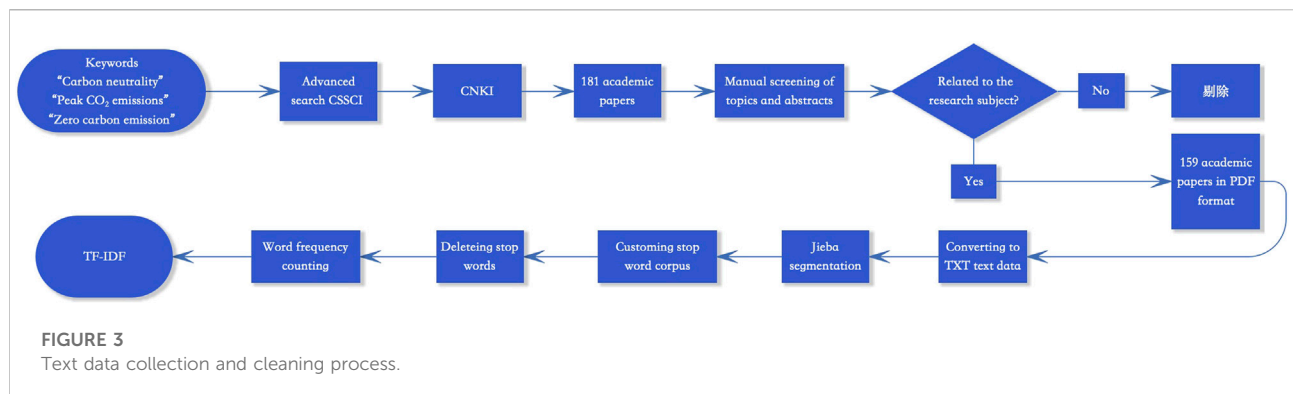 Keywords
“Carbon neutrality”
“Peak CO₂ emissions”
“Zero carbon emission”
Advanced
search CSSCI
CNKI
181 academic
papers
Manual screening of
topics and abstracts
Related to the
research subject?
No
剔除
Yes
159 academic
papers in PDF
format
Converting to
TXT text data
Jieba
segmentation
Customing stop
word corpus
Deleteing stop
words
Word frequency
counting
TF-IDF
FIGURE 3
Text data collection and cleaning process.